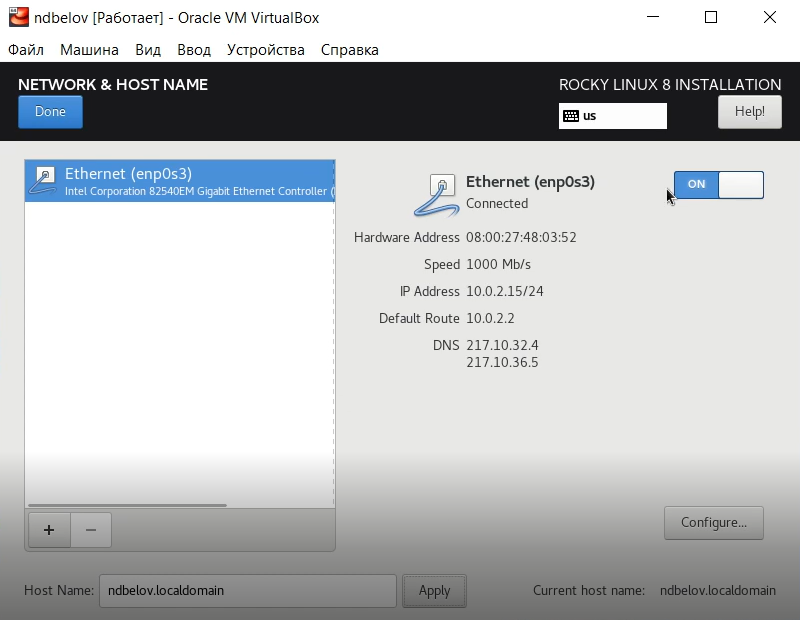 ndbelov [Работает] - Oracle VM VirtualBox
Файл Машина Вид Ввод Устройства Справка
NETWORK & HOST NAME
ROCKY LINUX 8 INSTALLATION
Done
us
Help!
Ethernet (enp0s3)
Intel Corporation 82540EM Gigabit Ethernet Controller (
Ethernet (enp0s3)
Connected
ON
Hardware Address 08:00:27:48:03:52
Speed 1000 Mb/s
IP Address 10.0.2.15/24
Default Route 10.0.2.2
DNS 217.10.32.4
217.10.36.5
+ −
Configure...
Host Name: ndbelov.localdomain Apply Current host name: ndbelov.localdomain